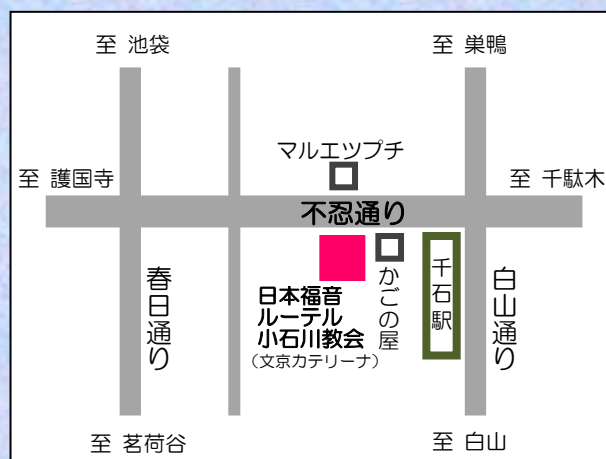 至 池袋
至 巣鴨
マルエツプチ
至 護国寺
至 千駄木
不忍通り
春日通り
日本福音
ルーテル
小石川教会
（文京カテリーナ）
かごの屋
千石駅
白山通り
至 茗荷谷
至 白山